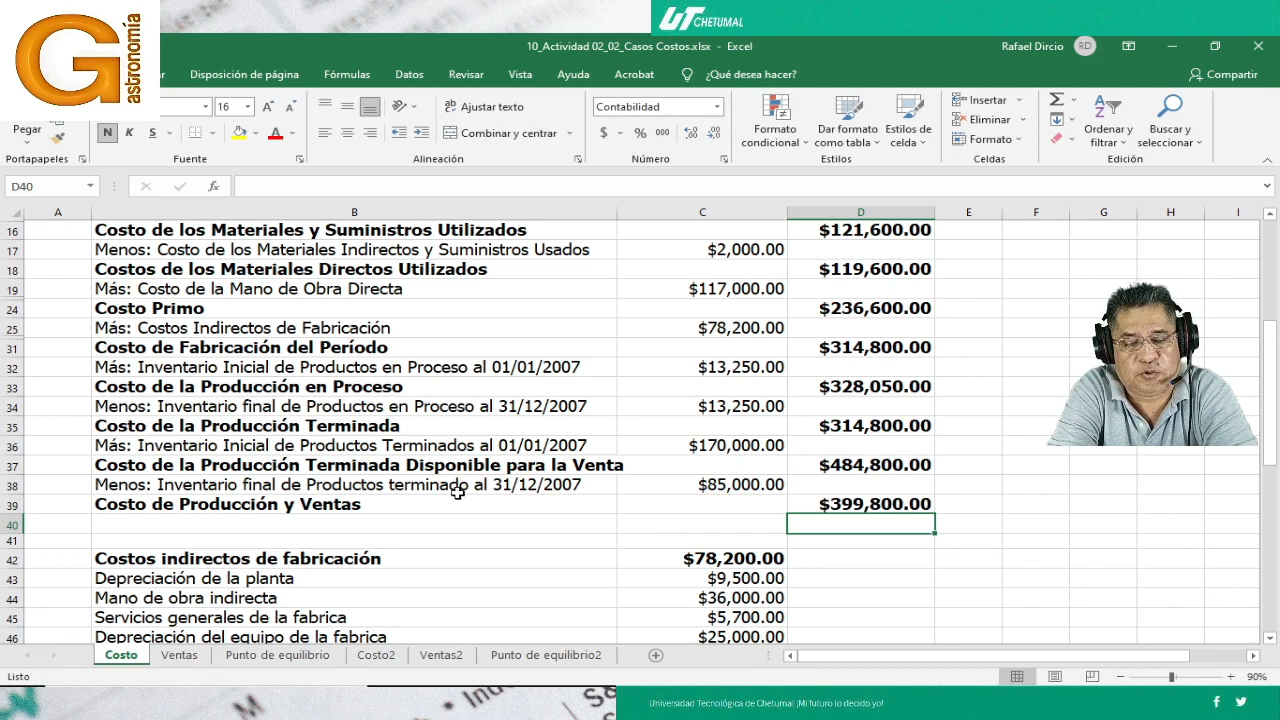 Gastronomía
UT CHETUMAL
10_Actividad 02_02_Casos Costos.xlsx - Excel
Rafael Dircio RD
ar Disposición de página Fórmulas Datos Revisar Vista Ayuda Acrobat ¿Qué desea hacer? Compartir
16 A A Ajustar texto Contabilidad Insertar
Pegar N K S A Combinar y centrar $ % 000 Formato condicional Dar formato como tabla Estilos de celda Eliminar Formato Ordenar y filtrar Buscar y seleccionar
Portapapeles Fuente Alineación Número Estilos Celdas Edición
D40 fx
A B C D E F G H I
16 Costo de los Materiales y Suministros Utilizados $121,600.00
17 Menos: Costo de los Materiales Indirectos y Suministros Usados $2,000.00
18 Costos de los Materiales Directos Utilizados $119,600.00
19 Más: Costo de la Mano de Obra Directa $117,000.00
24 Costo Primo $236,600.00
25 Más: Costos Indirectos de Fabricación $78,200.00
31 Costo de Fabricación del Período $314,800.00
32 Más: Inventario Inicial de Productos en Proceso al 01/01/2007 $13,250.00
33 Costo de la Producción en Proceso $328,050.00
34 Menos: Inventario final de Productos en Proceso al 31/12/2007 $13,250.00
35 Costo de la Producción Terminada $314,800.00
36 Más: Inventario Inicial de Productos Terminados al 01/01/2007 $170,000.00
37 Costo de la Producción Terminada Disponible para la Venta $484,800.00
38 Menos: Inventario final de Productos terminado al 31/12/2007 $85,000.00
39 Costo de Producción y Ventas $399,800.00
40
41
42 Costos indirectos de fabricación $78,200.00
43 Depreciación de la planta $9,500.00
44 Mano de obra indirecta $36,000.00
45 Servicios generales de la fabrica $5,700.00
46 Depreciación del equipo de la fabrica $25,000.00
Costo Ventas Punto de equilibrio Costo2 Ventas2 Punto de equilibrio2
Listo 90%
Universidad Tecnológica de Chetumal ¡Mi futuro lo decido yo!